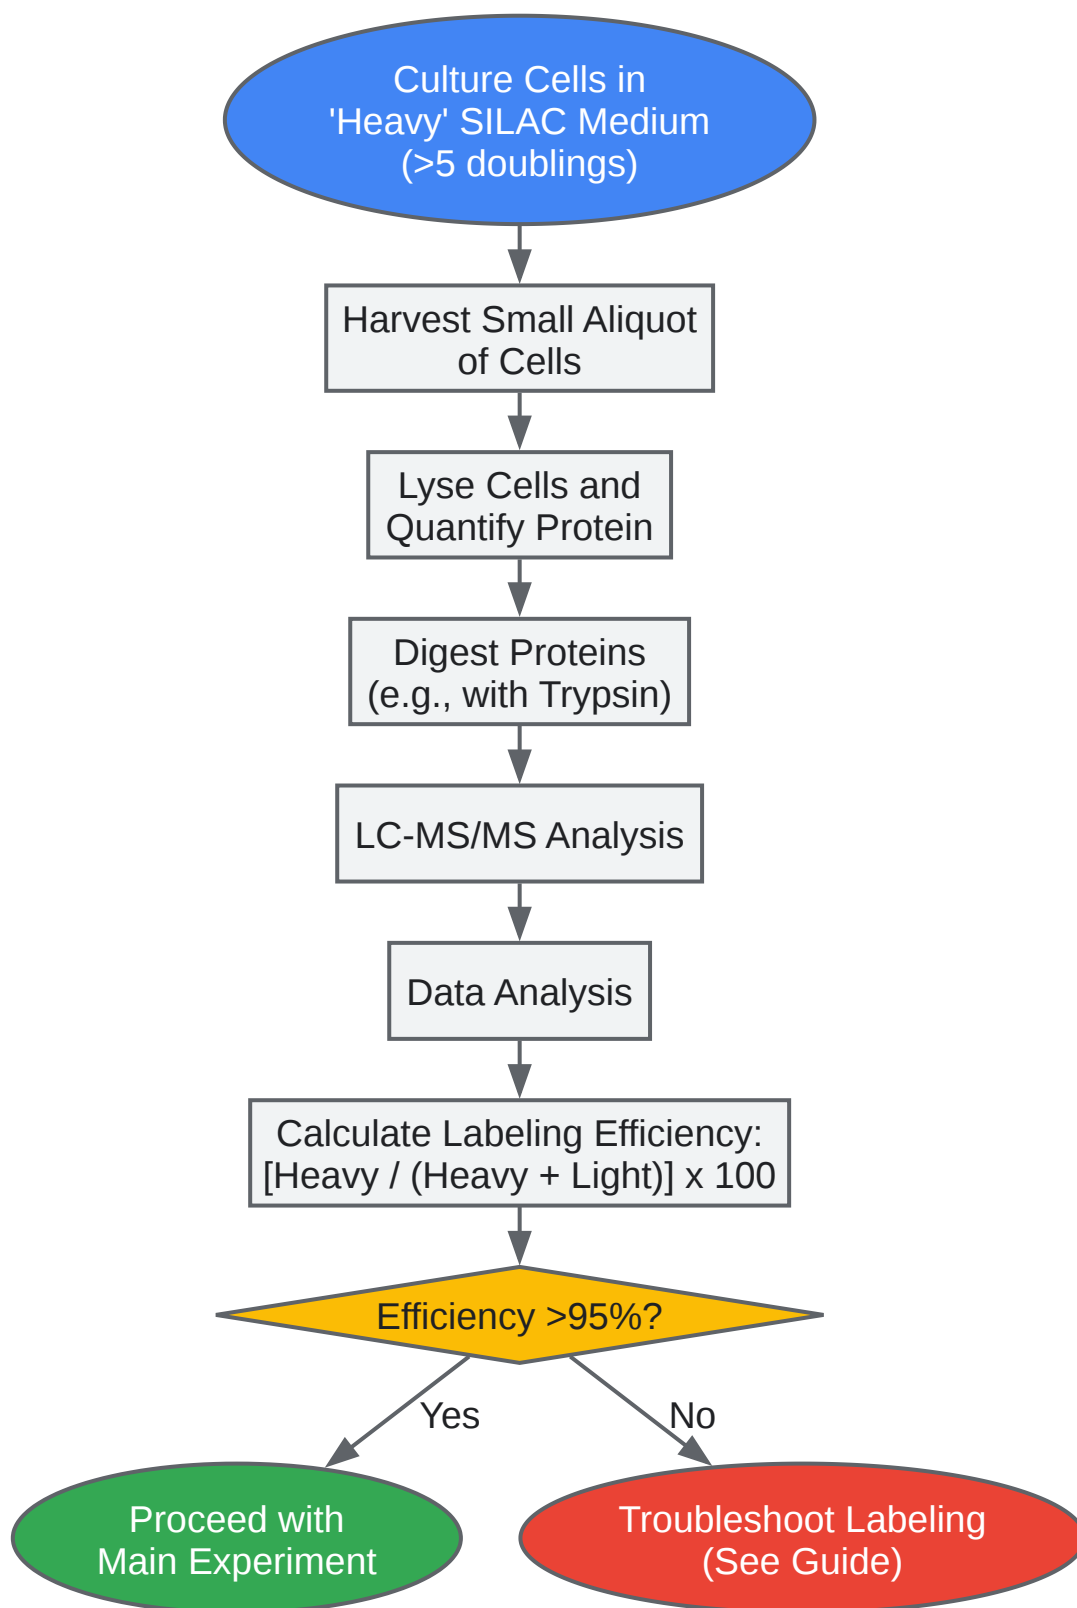 Culture Cells in
'Heavy' SILAC Medium
(>5 doublings)
Harvest Small Aliquot
of Cells
Lyse Cells and
Quantify Protein
Digest Proteins
(e.g., with Trypsin)
LC-MS/MS Analysis
Data Analysis
Calculate Labeling Efficiency:
[Heavy / (Heavy + Light)] x 100
Efficiency >95%?
Yes
No
Proceed with
Main Experiment
Troubleshoot Labeling
(See Guide)